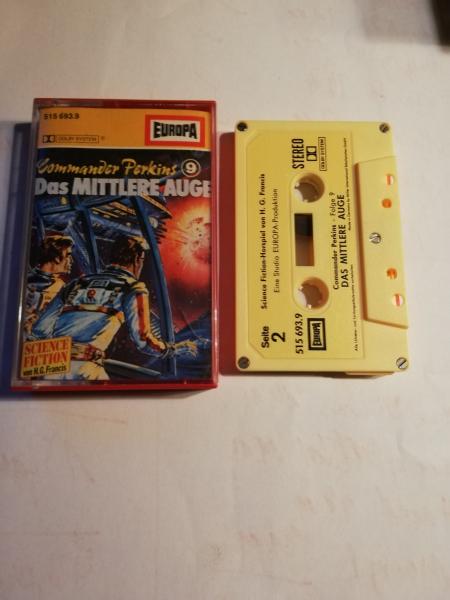 515 693.9
DOLBY SYSTEM ®
EUROPA
Commander Perkins 9
Das MITTLERE AUGE
SCIENCE
FICTION
von H.G. Francis
STEREO
DOLBY SYSTEM
Science Fiction-Hörspiel von H. G. Francis
Eine Studio EUROPA-Produktion
Seite
2
515 693.9
EUROPA
Commander Perkins - Folge 9
DAS MITTLERE AUGE